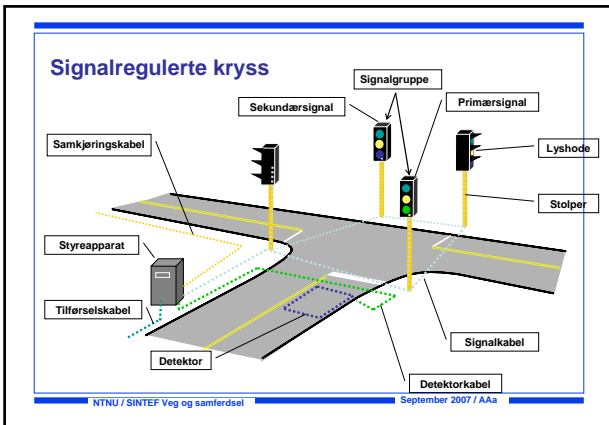 Signalregulerte kryss
Signalgruppe
Sekundærsignal
Primærsignal
Samkjøringskabel
Lyshode
Stolper
Styreapparat
Tilførselskabel
Signalkabel
Detektor
Detektorkabel
NTNU / SINTEF Veg og samferdsel
September 2007 / AAa